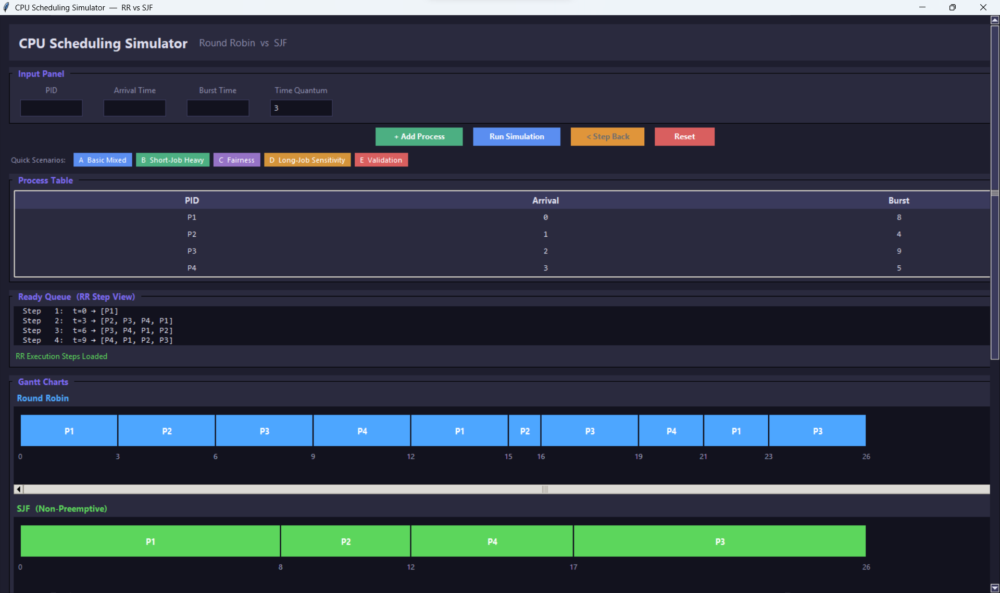 CPU Scheduling Simulator — RR vs SJF
CPU Scheduling Simulator Round Robin vs SJF
Input Panel
PID Arrival Time Burst Time Time Quantum
3
+ Add Process Run Simulation < Step Back Reset
Quick Scenarios: A Basic Mixed B Short-Job Heavy C Fairness D Long-Job Sensitivity E Validation
Process Table
PID Arrival Burst
P1 0 8
P2 1 4
P3 2 9
P4 3 5
Ready Queue (RR Step View)
Step 1: t=0 → [P1]
Step 2: t=3 → [P2, P3, P4, P1]
Step 3: t=6 → [P3, P4, P1, P2]
Step 4: t=9 → [P4, P1, P2, P3]
RR Execution Steps Loaded
Gantt Charts
Round Robin
P1 P2 P3 P4 P1 P2 P3 P4 P1 P3
0 3 6 9 12 15 16 19 21 23 26
SJF (Non-Preemptive)
P1 P2 P4 P3
0 8 12 17 26